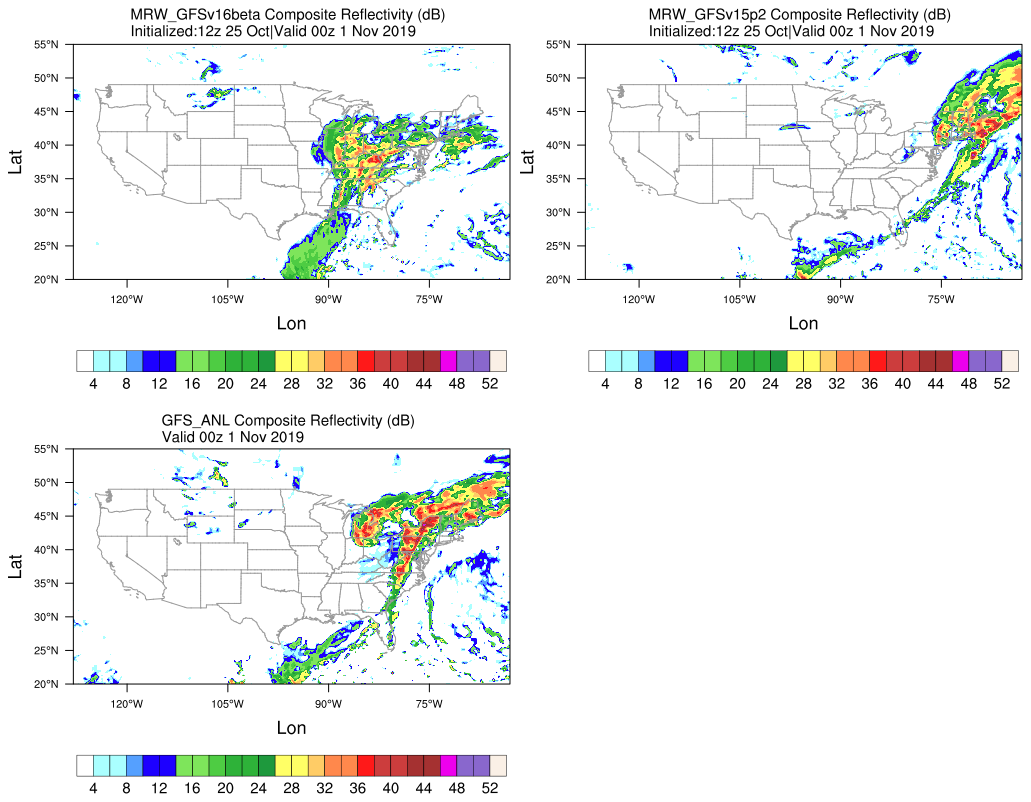 MRW_GFSv16beta Composite Reflectivity (dB)
Initialized:12z 25 Oct|Valid 00z 1 Nov 2019
55°N
50°N
45°N
40°N
35°N
30°N
25°N
20°N
Lat
120°W 105°W 90°W 75°W
Lon
4 8 12 16 20 24 28 32 36 40 44 48 52
MRW_GFSv15p2 Composite Reflectivity (dB)
Initialized:12z 25 Oct|Valid 00z 1 Nov 2019
55°N
50°N
45°N
40°N
35°N
30°N
25°N
20°N
Lat
120°W 105°W 90°W 75°W
Lon
4 8 12 16 20 24 28 32 36 40 44 48 52
GFS_ANL Composite Reflectivity (dB)
Valid 00z 1 Nov 2019
55°N
50°N
45°N
40°N
35°N
30°N
25°N
20°N
Lat
120°W 105°W 90°W 75°W
Lon
4 8 12 16 20 24 28 32 36 40 44 48 52